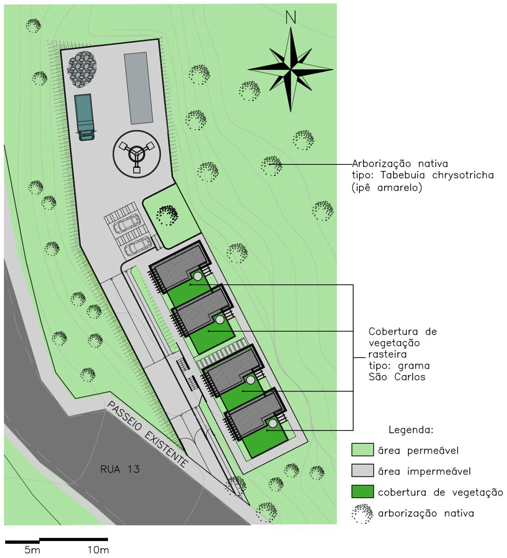 N
Arborização nativa
tipo: Tabebuia chrysotricha
(ipê amarelo)
Cobertura de
vegetação
rasteira
tipo: grama
São Carlos
PASSEIO EXISTENTE
RUA 13
Legenda:
área permeável
área impermeável
cobertura de vegetação
arborização nativa
5m 10m